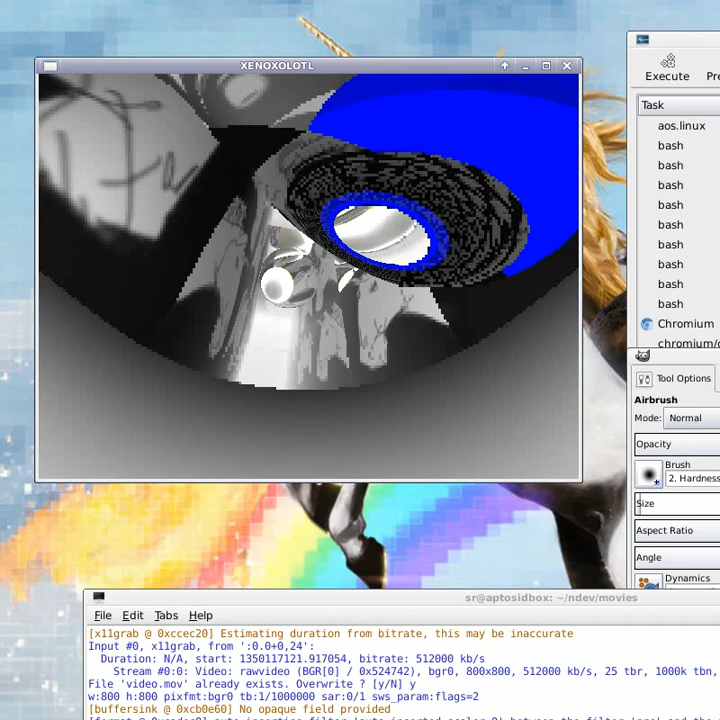 XENOXOLOTL
Execute
Task
aos.linux
bash
bash
bash
bash
bash
bash
bash
bash
bash
Chromium
Tool Options
Airbrush
Mode: Normal
Opacity
Brush
2. Hardness
Size
Aspect Ratio
Angle
Dynamics
sr@aptosidbox: ~/ndev/movies
File Edit Tabs Help
[x11grab @ 0xccec20] Estimating duration from bitrate, this may be inaccurate
Input #0, x11grab, from ':0.0+0,24':
Duration: N/A, start: 1350117121.917054, bitrate: 512000 kb/s
Stream #0:0: Video: rawvideo (BGR[0] / 0x524742), bgr0, 800x800, 512000 kb/s, 25 tbr, 1000k tbn,
File 'video.mov' already exists. Overwrite ? [y/N] y
w:800 h:800 pixfmt:bgr0 tb:1/1000000 sar:0/1 sws_param:flags=2
[buffersink @ 0xcb0e60] No opaque field provided